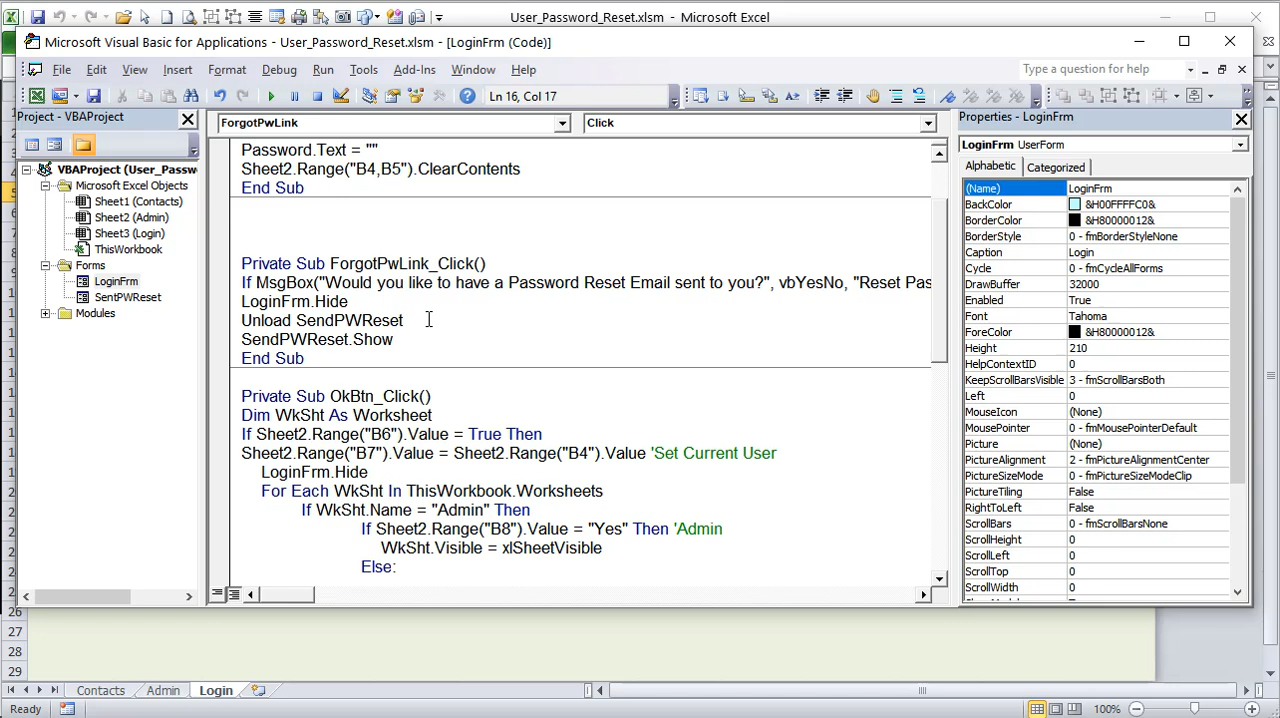 User_Password_Reset.xlsm - Microsoft Excel
Microsoft Visual Basic for Applications - User_Password_Reset.xlsm - [LoginFrm (Code)]
File Edit View Insert Format Debug Run Tools Add-Ins Window Help
Type a question for help
Ln 16, Col 17
Project - VBAProject
VBAProject (User_Passw
Microsoft Excel Objects
Sheet1 (Contacts)
Sheet2 (Admin)
Sheet3 (Login)
ThisWorkbook
Forms
LoginFrm
SentPWReset
Modules
ForgotPwLink
Click
Password.Text = ""
Sheet2.Range("B4,B5").ClearContents
End Sub
Private Sub ForgotPwLink_Click()
If MsgBox("Would you like to have a Password Reset Email sent to you?", vbYesNo, "Reset Pas
LoginFrm.Hide
Unload SendPWReset
SendPWReset.Show
End Sub
Private Sub OkBtn_Click()
Dim WkSht As Worksheet
If Sheet2.Range("B6").Value = True Then
Sheet2.Range("B7").Value = Sheet2.Range("B4").Value 'Set Current User
LoginFrm.Hide
For Each WkSht In ThisWorkbook.Worksheets
If WkSht.Name = "Admin" Then
If Sheet2.Range("B8").Value = "Yes" Then 'Admin
WkSht.Visible = xlSheetVisible
Else:
Properties - LoginFrm
LoginFrm UserForm
Alphabetic Categorized
(Name) LoginFrm
BackColor &H00FFFFC0&
BorderColor &H80000012&
BorderStyle 0 - fmBorderStyleNone
Caption Login
Cycle 0 - fmCycleAllForms
DrawBuffer 32000
Enabled True
Font Tahoma
ForeColor &H80000012&
Height 210
HelpContextID 0
KeepScrollBarsVisible 3 - fmScrollBarsBoth
Left 0
MouseIcon (None)
MousePointer 0 - fmMousePointerDefault
Picture (None)
PictureAlignment 2 - fmPictureAlignmentCenter
PictureSizeMode 0 - fmPictureSizeModeClip
PictureTiling False
RightToLeft False
ScrollBars 0 - fmScrollBarsNone
ScrollHeight 0
ScrollLeft 0
ScrollTop 0
ScrollWidth 0
26
27
28
29
Contacts Admin Login
Ready
100%